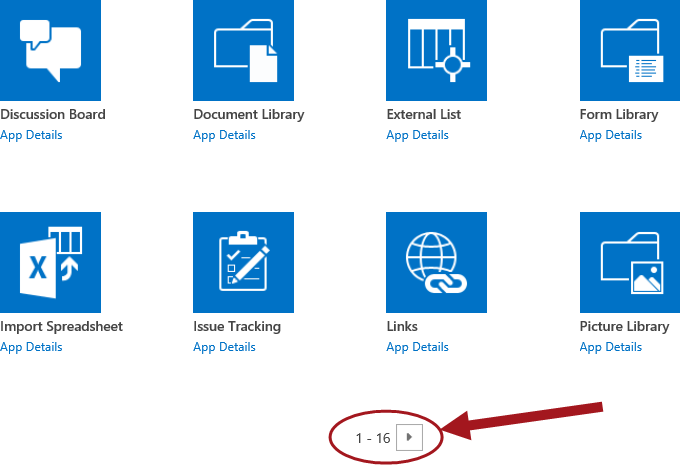 Discussion Board
App Details
Document Library
App Details
External List
App Details
Form Library
App Details
X
Import Spreadsheet
App Details
Issue Tracking
App Details
Links
App Details
Picture Library
App Details
1 - 16